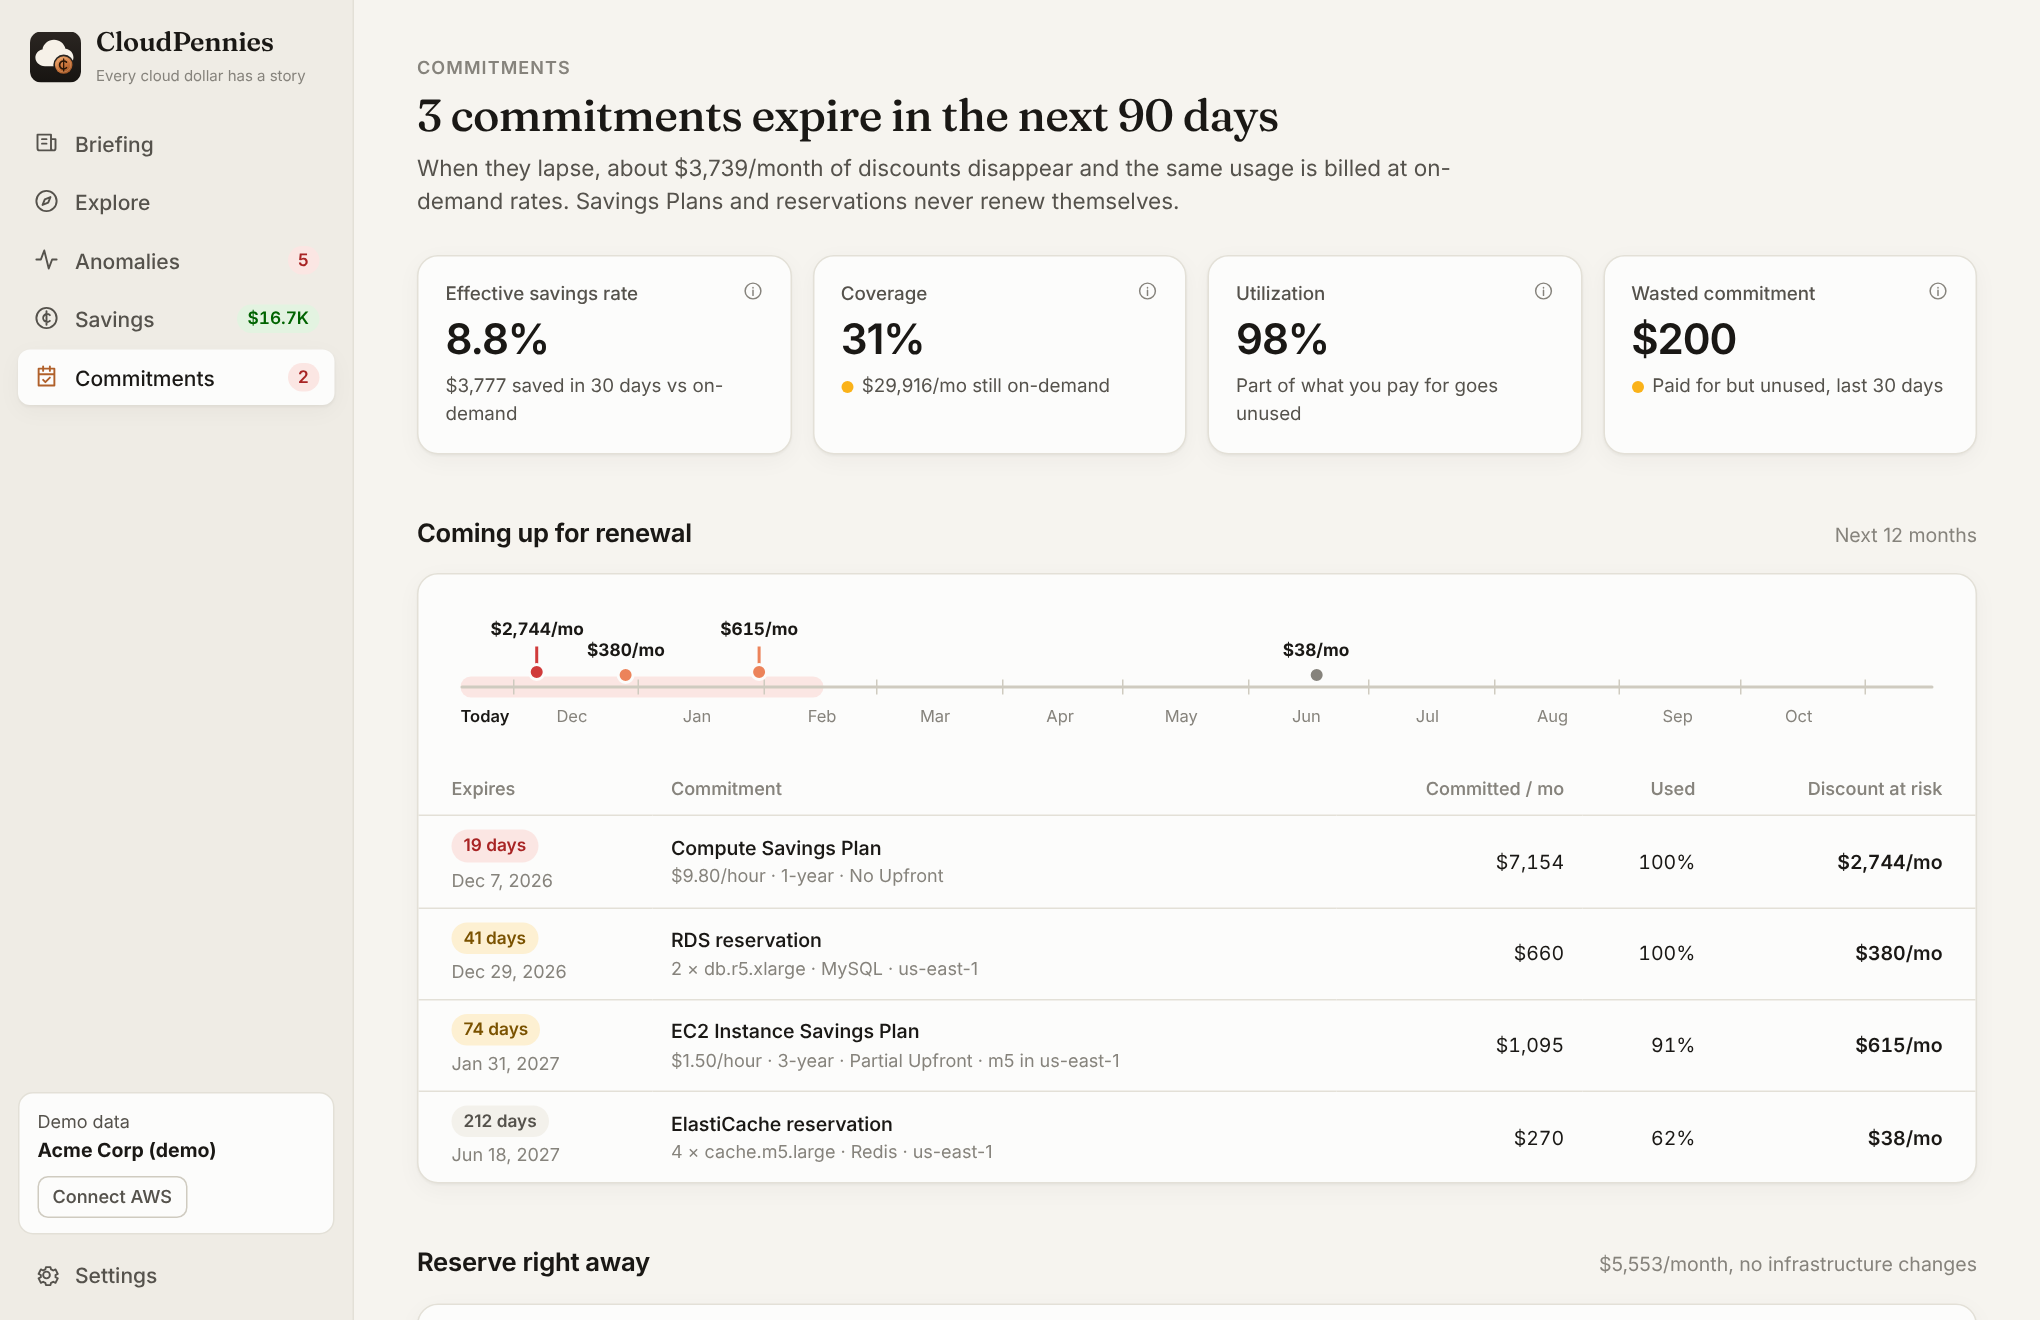 CloudPennies
Every cloud dollar has a story
Briefing
Explore
Anomalies 5
Savings $16.7K
Commitments 2
Demo data
Acme Corp (demo)
Connect AWS
Settings
COMMITMENTS
3 commitments expire in the next 90 days
When they lapse, about $3,739/month of discounts disappear and the same usage is billed at on-
demand rates. Savings Plans and reservations never renew themselves.
Effective savings rate
8.8%
$3,777 saved in 30 days vs on-
demand
Coverage
31%
$29,916/mo still on-demand
Utilization
98%
Part of what you pay for goes
unused
Wasted commitment
$200
Paid for but unused, last 30 days
Coming up for renewal
Next 12 months
$2,744/mo
$380/mo
$615/mo
$38/mo
Today Dec Jan Feb Mar Apr May Jun Jul Aug Sep Oct
Expires Commitment Committed / mo Used Discount at risk
19 days
Dec 7, 2026
Compute Savings Plan
$9.80/hour · 1-year · No Upfront
$7,154 100% $2,744/mo
41 days
Dec 29, 2026
RDS reservation
2 × db.r5.xlarge · MySQL · us-east-1
$660 100% $380/mo
74 days
Jan 31, 2027
EC2 Instance Savings Plan
$1.50/hour · 3-year · Partial Upfront · m5 in us-east-1
$1,095 91% $615/mo
212 days
Jun 18, 2027
ElastiCache reservation
4 × cache.m5.large · Redis · us-east-1
$270 62% $38/mo
Reserve right away
$5,553/month, no infrastructure changes